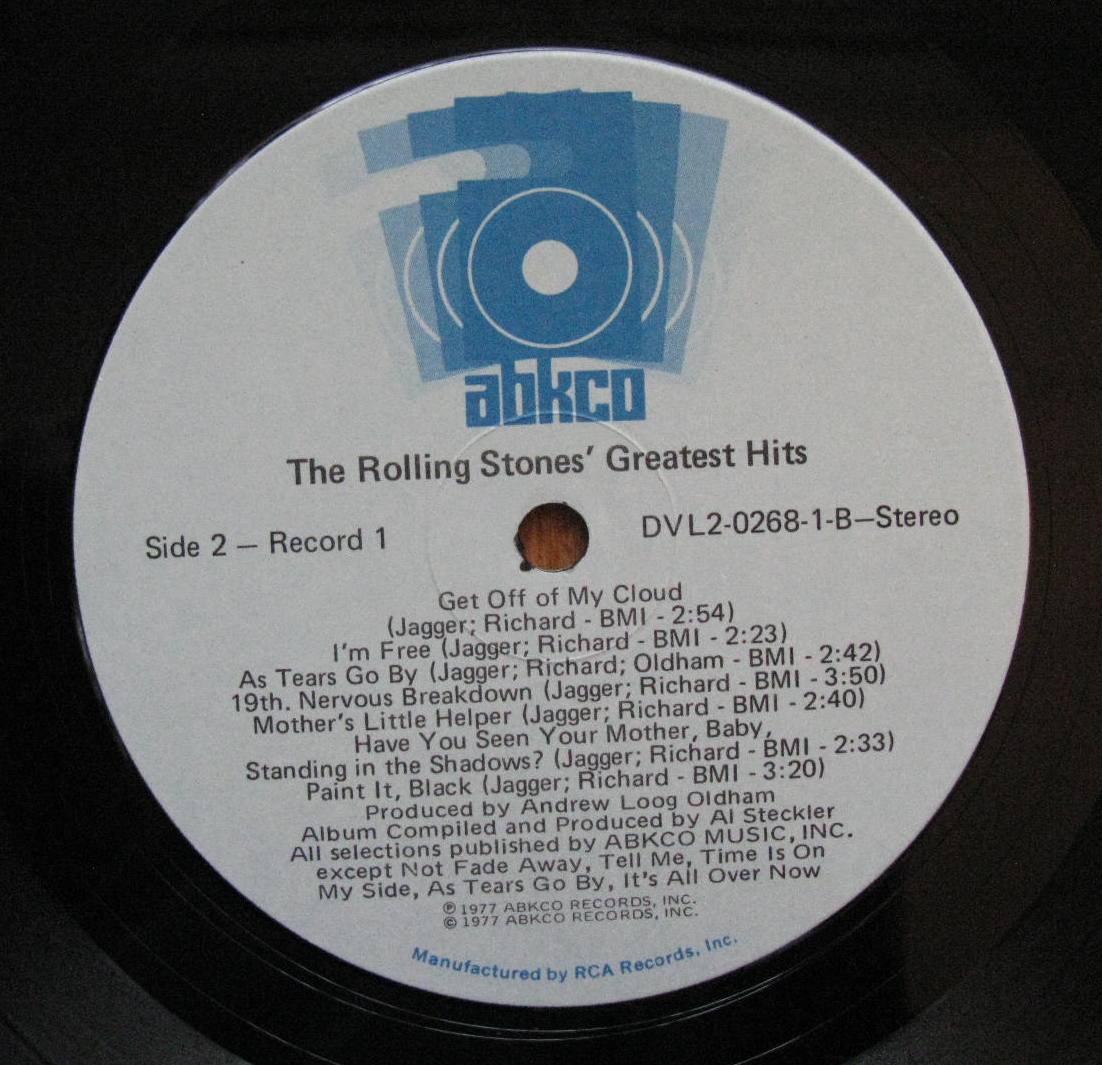 abkco
The Rolling Stones' Greatest Hits
Side 2 — Record 1
DVL2-0268-1-B—Stereo
Get Off of My Cloud
(Jagger; Richard - BMI - 2:54)
I'm Free (Jagger; Richard - BMI - 2:23)
As Tears Go By (Jagger; Richard; Oldham - BMI - 2:42)
19th. Nervous Breakdown (Jagger; Richard - BMI - 3:50)
Mother's Little Helper (Jagger; Richard - BMI - 2:40)
Have You Seen Your Mother, Baby,
Standing in the Shadows? (Jagger; Richard - BMI - 2:33)
Paint It, Black (Jagger; Richard - BMI - 3:20)
Produced by Andrew Loog Oldham
Album Compiled and Produced by Al Steckler
All selections published by ABKCO MUSIC, INC.
except Not Fade Away, Tell Me, Time Is On
My Side, As Tears Go By, It's All Over Now
℗ 1977 ABKCO RECORDS, INC.
© 1977 ABKCO RECORDS, INC.
Manufactured by RCA Records, Inc.